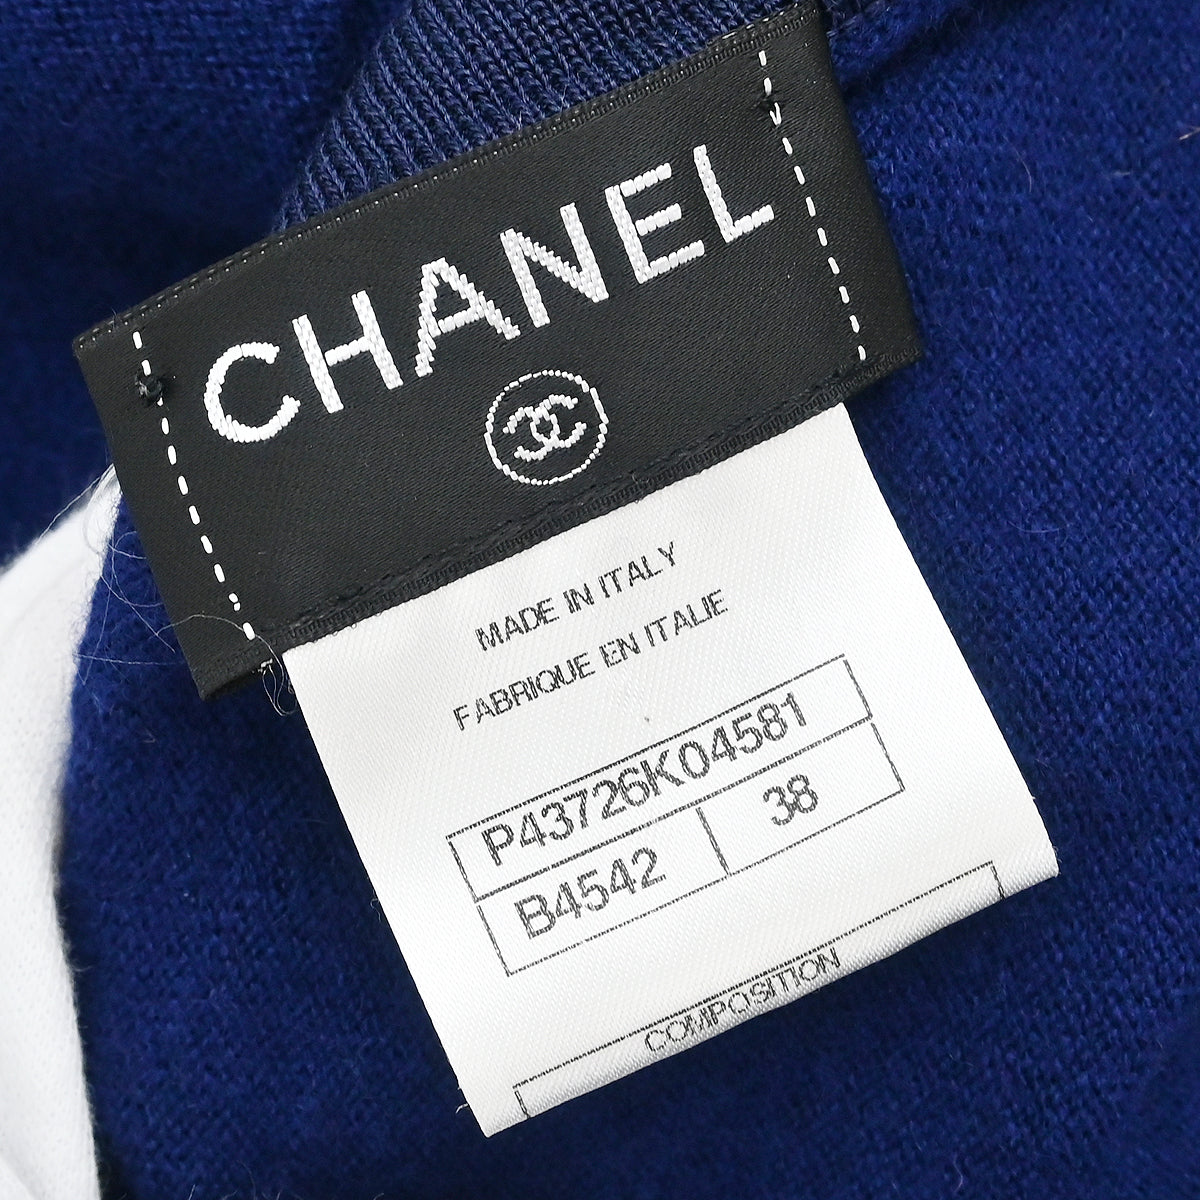 CHANEL
MADE IN ITALY
FABRIQUE EN ITALIE
P43726K04581
B4542 38
COMPOSITION